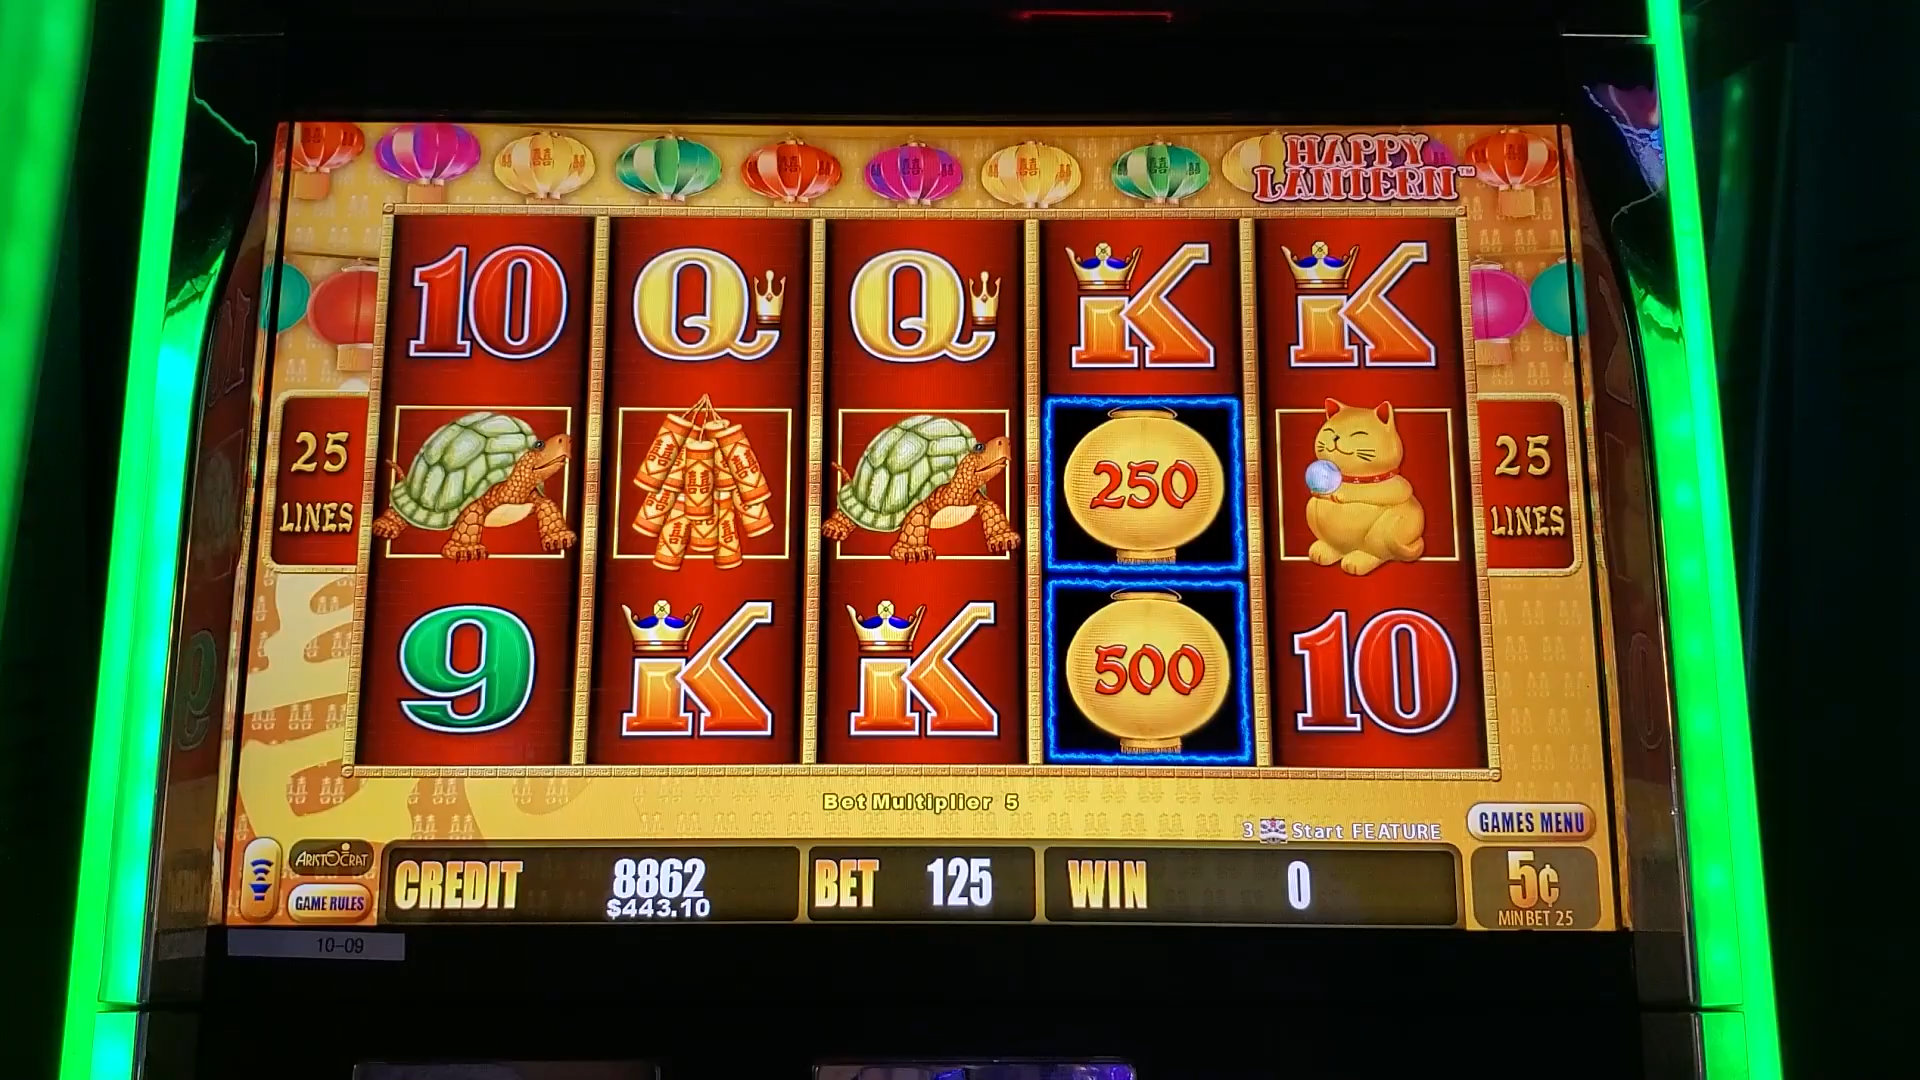 HAPPY
LANTERN™
10 Q Q K K
25
LINES
250
25
LINES
9 K K 500 10
Bet Multiplier 5
3 Start FEATURE
GAMES MENU
ARISTOCRAT
GAME RULES
CREDIT 8862
$443.10
BET 125
WIN 0
5¢
MIN BET 25
10-09